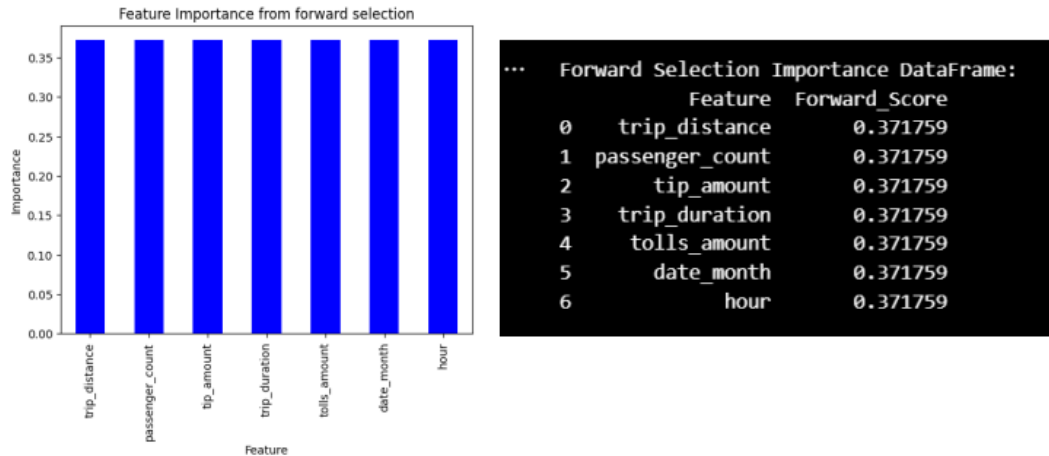 Feature Importance from forward selection
Importance
0.35
0.30
0.25
0.20
0.15
0.10
0.05
0.00
trip_distance
passenger_count
tip_amount
trip_duration
tolls_amount
date_month
hour
Feature
... Forward Selection Importance DataFrame:
Feature Forward_Score
0 trip_distance 0.371759
1 passenger_count 0.371759
2 tip_amount 0.371759
3 trip_duration 0.371759
4 tolls_amount 0.371759
5 date_month 0.371759
6 hour 0.371759